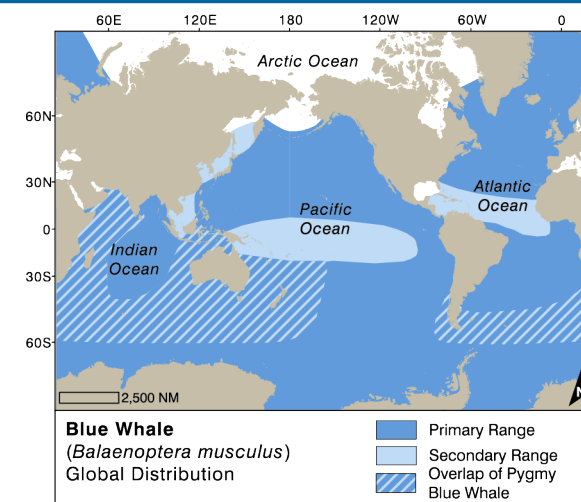 60E 120E 180 120W 60W 0
Arctic Ocean
60N
30N
Atlantic
Ocean
Pacific
Ocean
0
Indian
Ocean
30S
60S
2,500 NM
N
Blue Whale
(Balaenoptera musculus)
Global Distribution
Primary Range
Secondary Range
Overlap of Pygmy
Blue Whale